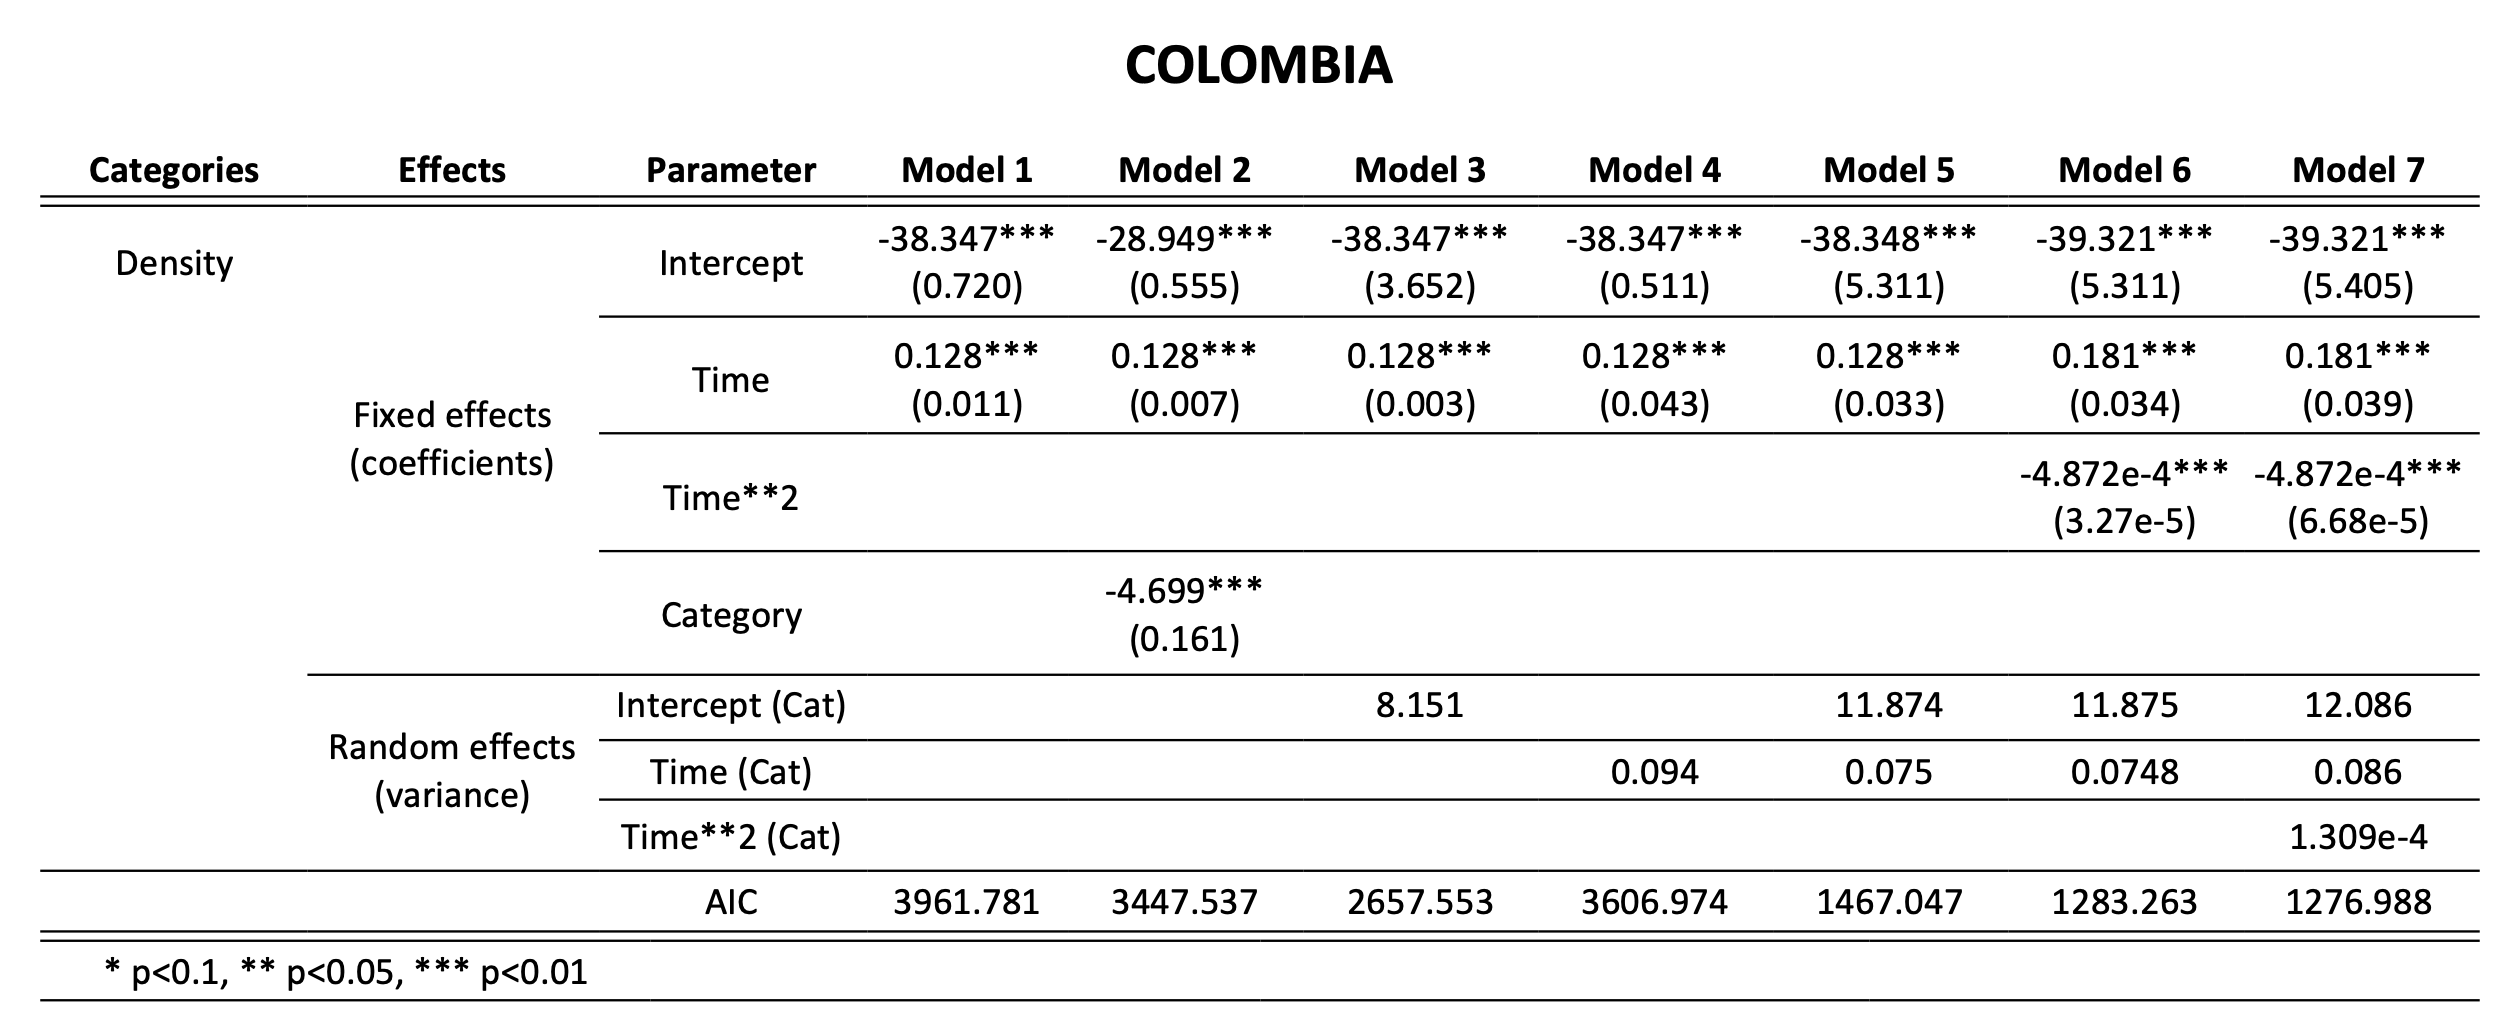 COLOMBIA
Categories Effects Parameter Model 1 Model 2 Model 3 Model 4 Model 5 Model 6 Model 7
Density Intercept -38.347*** -28.949*** -38.347*** -38.347*** -38.348*** -39.321*** -39.321***
(0.720) (0.555) (3.652) (0.511) (5.311) (5.311) (5.405)
Fixed effects
(coefficients)
Time 0.128*** 0.128*** 0.128*** 0.128*** 0.128*** 0.181*** 0.181***
(0.011) (0.007) (0.003) (0.043) (0.033) (0.034) (0.039)
Time**2 -4.872e-4*** -4.872e-4***
(3.27e-5) (6.68e-5)
Category -4.699***
(0.161)
Random effects
(variance)
Intercept (Cat) 8.151 11.874 11.875 12.086
Time (Cat) 0.094 0.075 0.0748 0.086
Time**2 (Cat) 1.309e-4
AIC 3961.781 3447.537 2657.553 3606.974 1467.047 1283.263 1276.988
* p<0.1, ** p<0.05, *** p<0.01